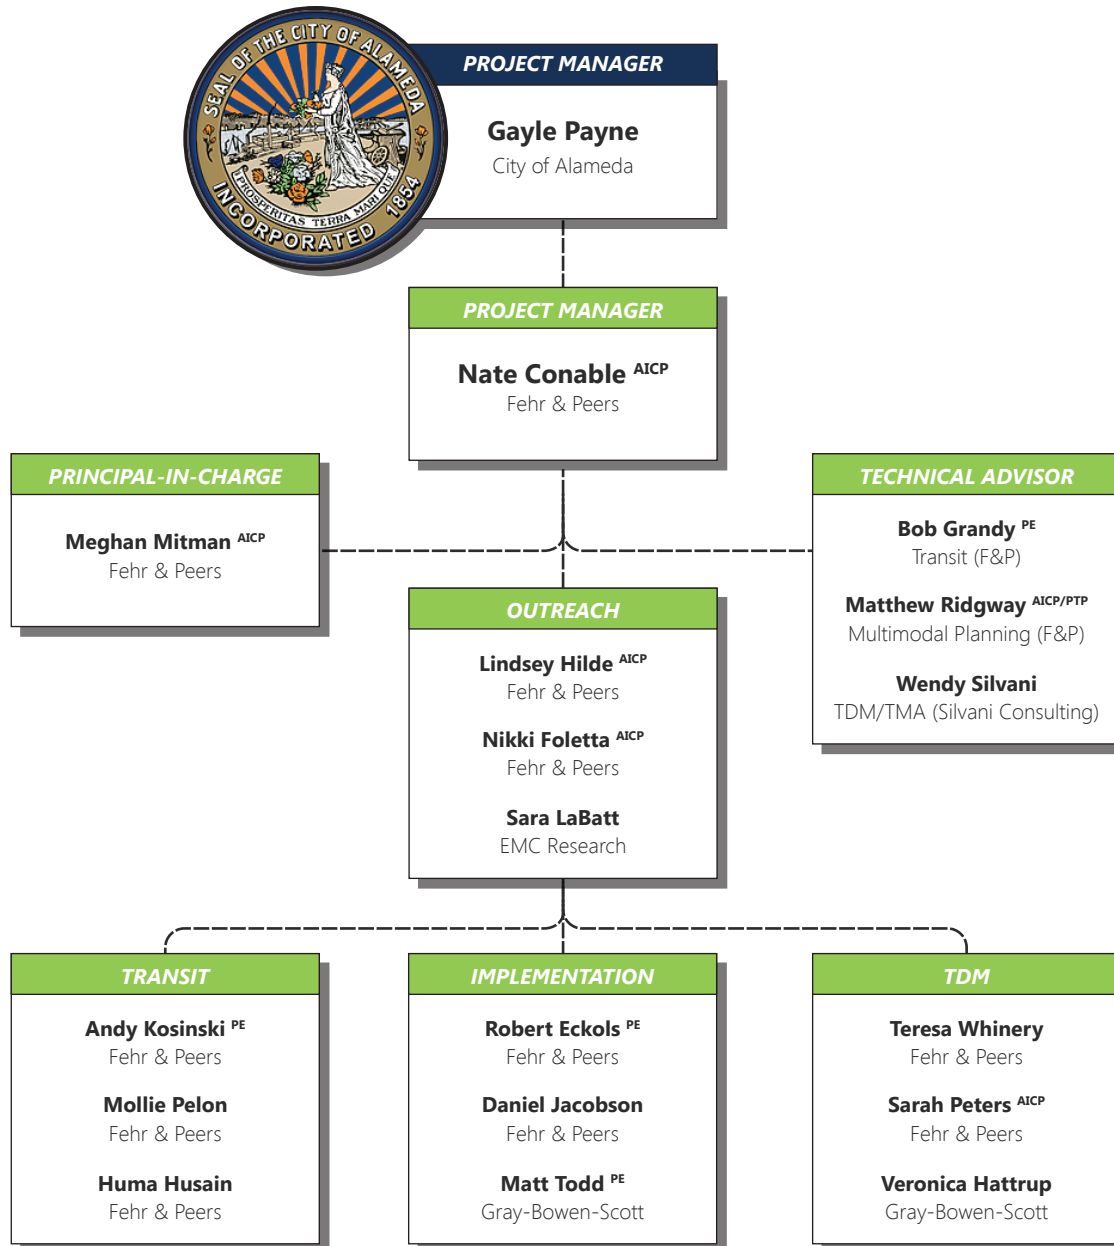 SEAL OF THE CITY OF ALAMEDA
PROSPERITAS TERRA MARIQUE
INCORPORATED 1854
PROJECT MANAGER
Gayle Payne
City of Alameda
PROJECT MANAGER
Nate Conable AICP
Fehr & Peers
PRINCIPAL-IN-CHARGE
Meghan Mitman AICP
Fehr & Peers
TECHNICAL ADVISOR
Bob Grandy PE
Transit (F&P)
Matthew Ridgway AICP/PTP
Multimodal Planning (F&P)
Wendy Silvani
TDM/TMA (Silvani Consulting)
OUTREACH
Lindsey Hilde AICP
Fehr & Peers
Nikki Foletta AICP
Fehr & Peers
Sara LaBatt
EMC Research
TRANSIT
Andy Kosinski PE
Fehr & Peers
Mollie Pelon
Fehr & Peers
Huma Husain
Fehr & Peers
IMPLEMENTATION
Robert Eckols PE
Fehr & Peers
Daniel Jacobson
Fehr & Peers
Matt Todd PE
Gray-Bowen-Scott
TDM
Teresa Whinery
Fehr & Peers
Sarah Peters AICP
Fehr & Peers
Veronica Hattrup
Gray-Bowen-Scott